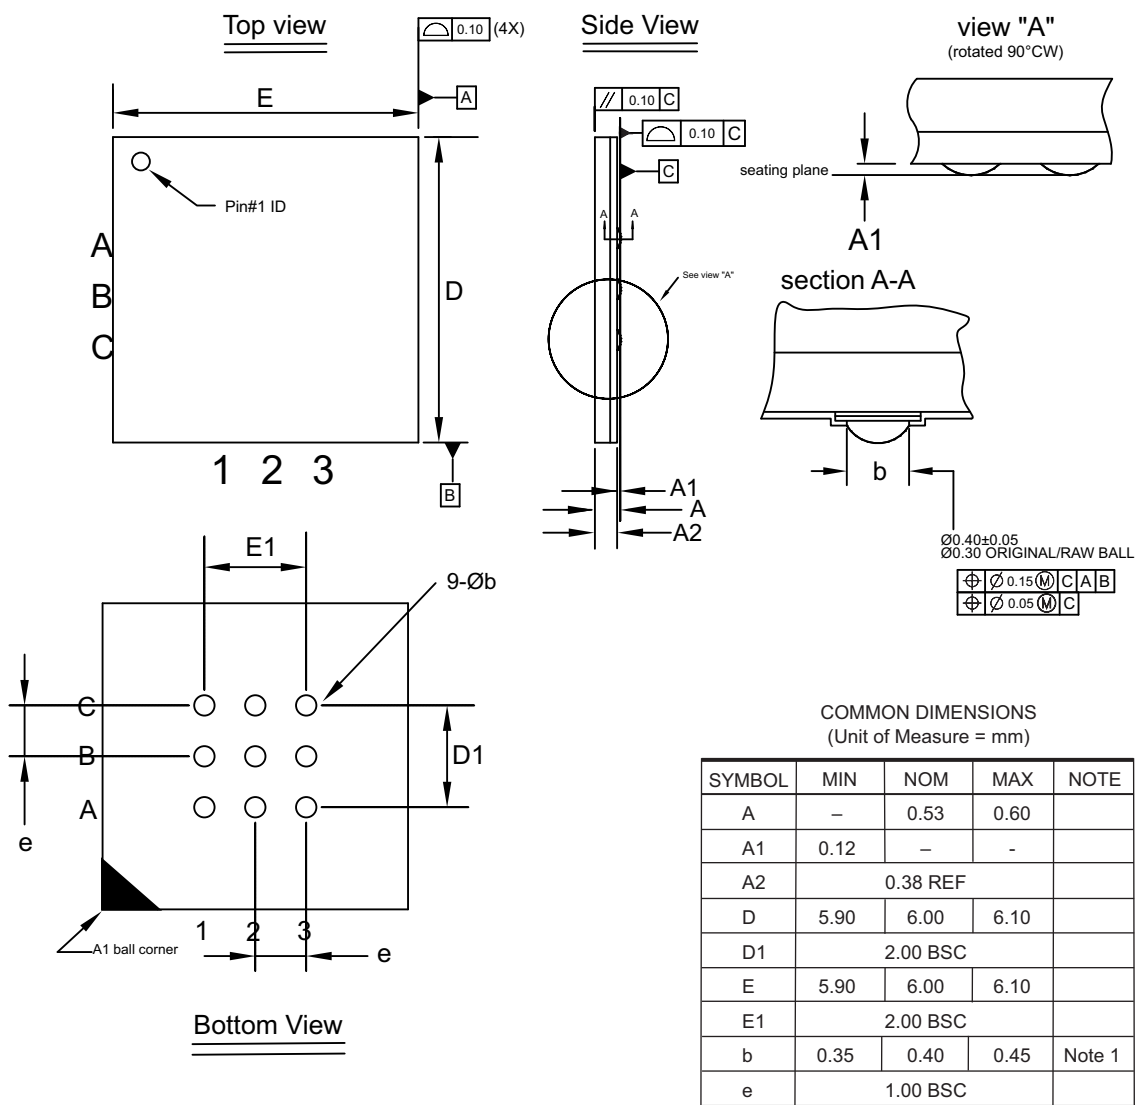 Top view
⌓ 0.10 (4X)
E
A
Pin#1 ID
A
B
C
D
1 2 3
B
Side View
// 0.10 C
⌓ 0.10 C
C
A A
See view "A"
A1
A
A2
view "A"
(rotated 90°CW)
seating plane
A1
section A-A
b
Ø0.40±0.05
Ø0.30 ORIGINAL/RAW BALL
⌖ Ø 0.15 Ⓜ C A B
⌖ Ø 0.05 Ⓜ C
E1
9-Øb
C
B
A
D1
e
1 2 3
A1 ball corner
e
Bottom View
COMMON DIMENSIONS
(Unit of Measure = mm)
SYMBOL MIN NOM MAX NOTE
A – 0.53 0.60
A1 0.12 – -
A2 0.38 REF
D 5.90 6.00 6.10
D1 2.00 BSC
E 5.90 6.00 6.10
E1 2.00 BSC
b 0.35 0.40 0.45 Note 1
e 1.00 BSC